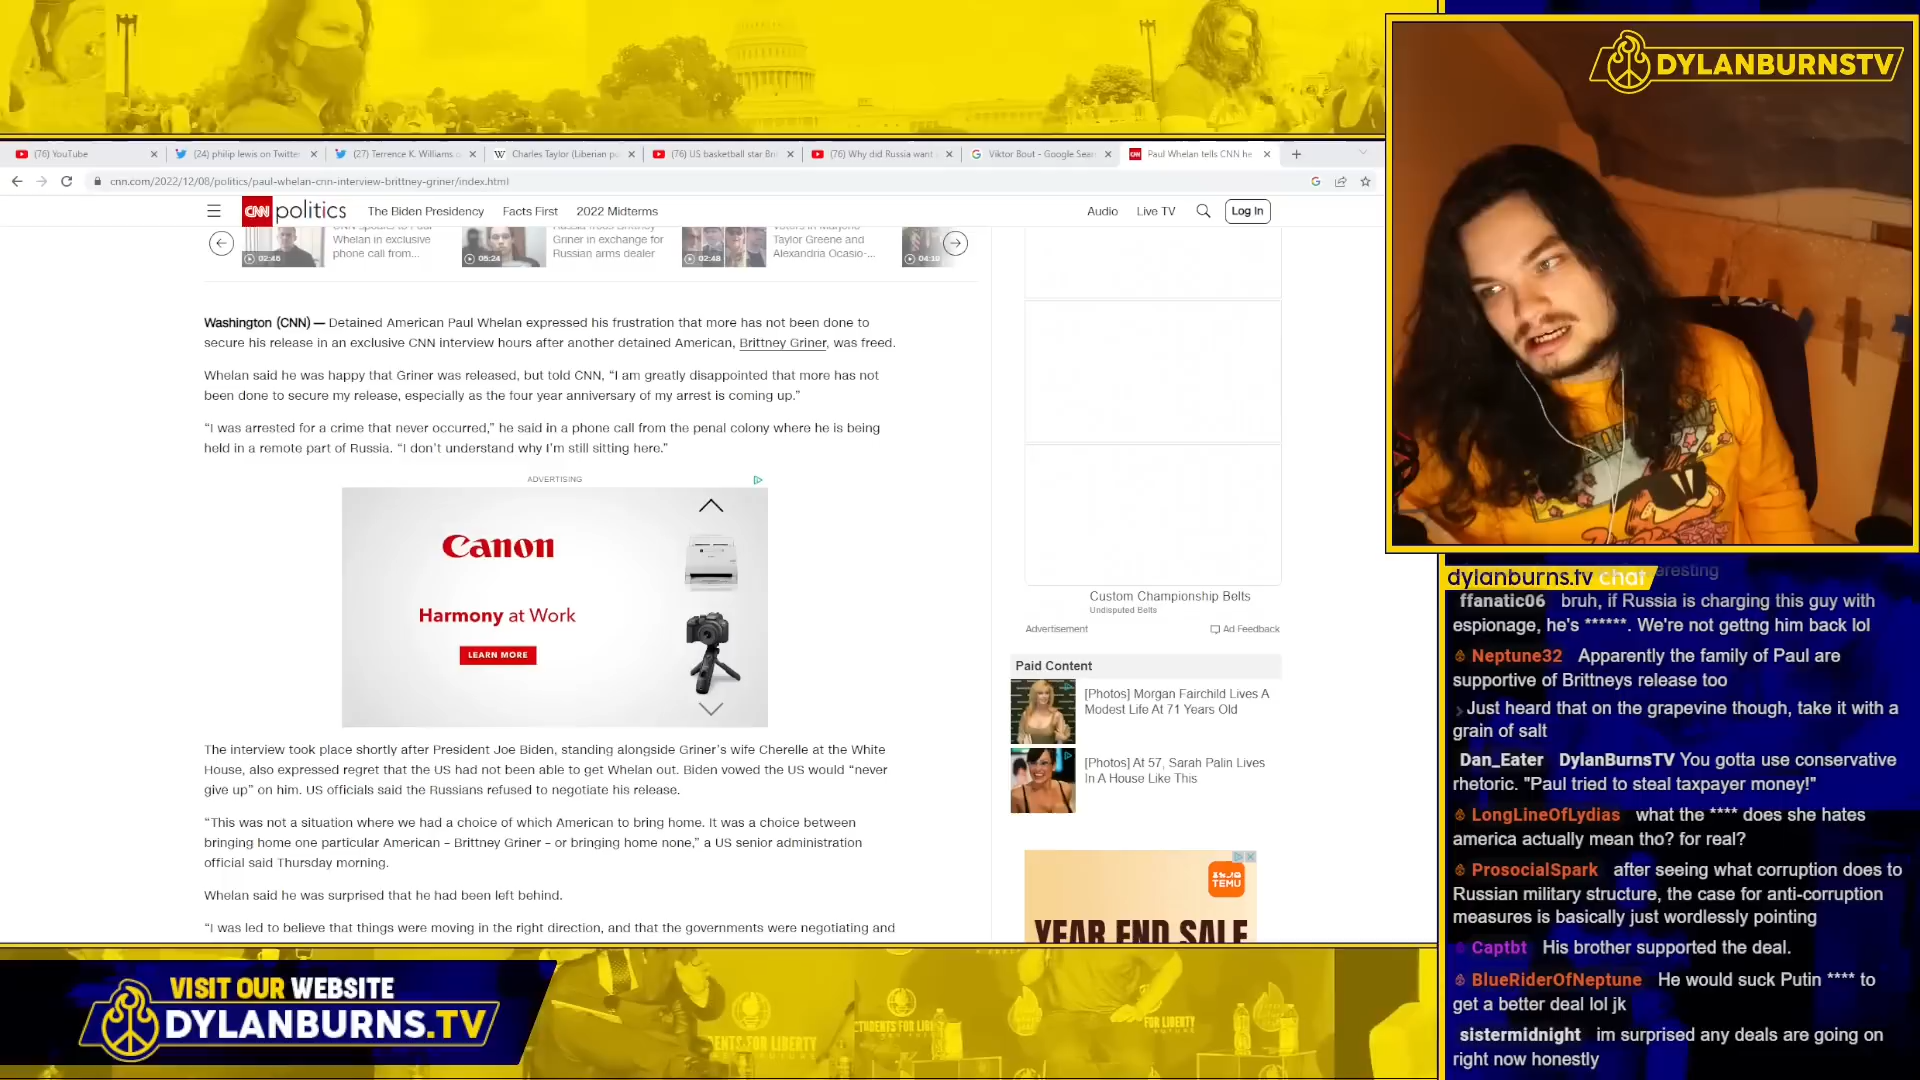 DYLANBURNSTV
(76) YouTube
(24) philip lewis on Twitte
(27) Terrence K. Williams
Charles Taylor (Liberian p
(76) US basketball star Bri
(76) Why did Russia want
Viktor Bout - Google Sea
Paul Whelan tells CNN he
cnn.com/2022/12/08/politics/paul-whelan-cnn-interview-brittney-griner/index.html
CNN politics
The Biden Presidency
Facts First
2022 Midterms
Audio
Live TV
Log In
Whelan in exclusive
phone call from...
02:46
Griner in exchange for
Russian arms dealer
05:24
Taylor Greene and
Alexandria Ocasio-...
02:48
04:19
Washington (CNN) — Detained American Paul Whelan expressed his frustration that more has not been done to
secure his release in an exclusive CNN interview hours after another detained American, Brittney Griner, was freed.
Whelan said he was happy that Griner was released, but told CNN, “I am greatly disappointed that more has not
been done to secure my release, especially as the four year anniversary of my arrest is coming up.”
“I was arrested for a crime that never occurred,” he said in a phone call from the penal colony where he is being
held in a remote part of Russia. “I don’t understand why I’m still sitting here.”
ADVERTISING
Canon
Harmony at Work
LEARN MORE
The interview took place shortly after President Joe Biden, standing alongside Griner’s wife Cherelle at the White
House, also expressed regret that the US had not been able to get Whelan out. Biden vowed the US would “never
give up” on him. US officials said the Russians refused to negotiate his release.
“This was not a situation where we had a choice of which American to bring home. It was a choice between
bringing home one particular American – Brittney Griner – or bringing home none,” a US senior administration
official said Thursday morning.
Whelan said he was surprised that he had been left behind.
“I was led to believe that things were moving in the right direction, and that the governments were negotiating and
Custom Championship Belts
Undisputed Belts
Advertisement
Ad Feedback
Paid Content
[Photos] Morgan Fairchild Lives A
Modest Life At 71 Years Old
[Photos] At 57, Sarah Palin Lives
In A House Like This
TEMU
YEAR END SALE
dylanburns.tv chat
ffanatic06 bruh, if Russia is charging this guy with
espionage, he's ******. We're not gettng him back lol
Neptune32 Apparently the family of Paul are
supportive of Brittneys release too
Just heard that on the grapevine though, take it with a
grain of salt
Dan_Eater DylanBurnsTV You gotta use conservative
rhetoric. "Paul tried to steal taxpayer money!"
LongLineOfLydias what the **** does she hates
america actually mean tho? for real?
ProsocialSpark after seeing what corruption does to
Russian military structure, the case for anti-corruption
measures is basically just wordlessly pointing
Captbt His brother supported the deal.
BlueRiderOfNeptune He would suck Putin **** to
get a better deal lol jk
sistermidnight im surprised any deals are going on
right now honestly
VISIT OUR WEBSITE
DYLANBURNS.TV
FOR LIBERTY